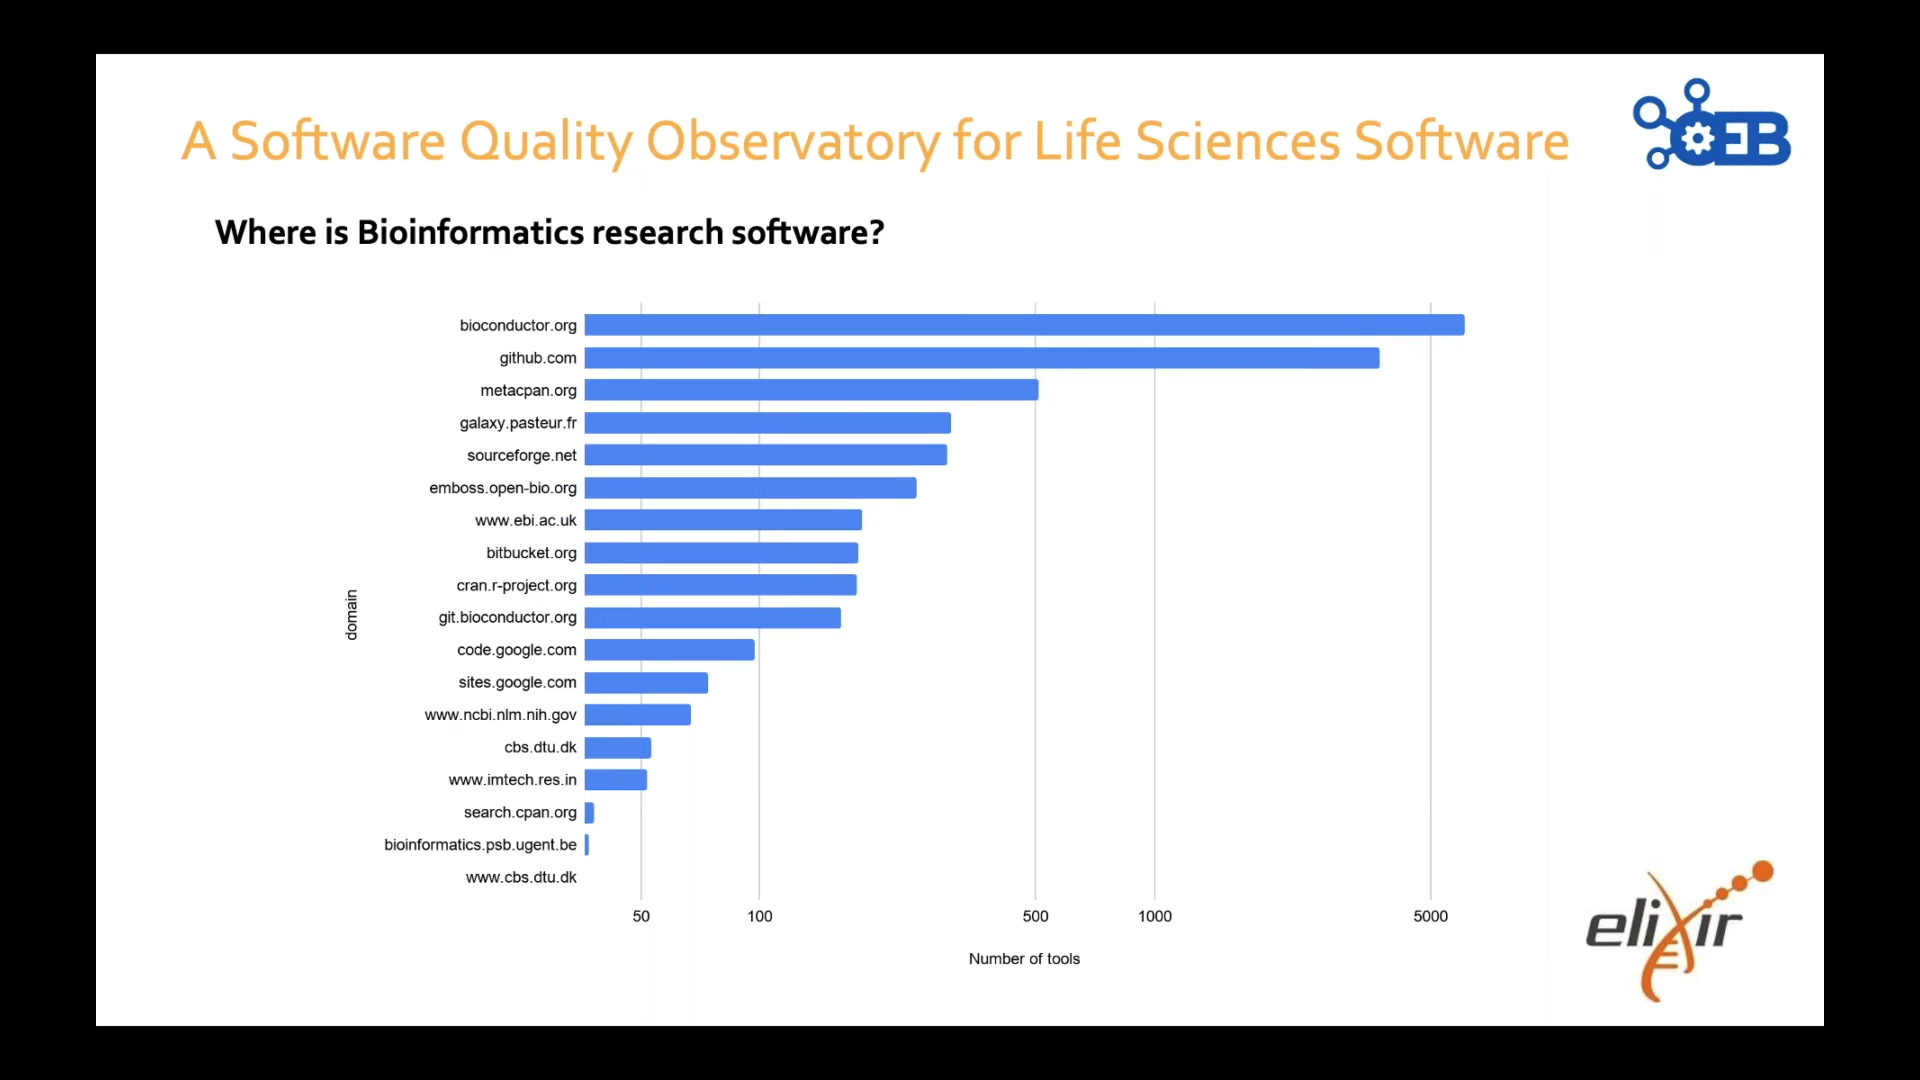 A Software Quality Observatory for Life Sciences Software
OEB
Where is Bioinformatics research software?
bioconductor.org
github.com
metacpan.org
galaxy.pasteur.fr
sourceforge.net
emboss.open-bio.org
www.ebi.ac.uk
bitbucket.org
cran.r-project.org
git.bioconductor.org
code.google.com
sites.google.com
www.ncbi.nlm.nih.gov
cbs.dtu.dk
www.imtech.res.in
search.cpan.org
bioinformatics.psb.ugent.be
www.cbs.dtu.dk
domain
50 100 500 1000 5000
Number of tools
elixir